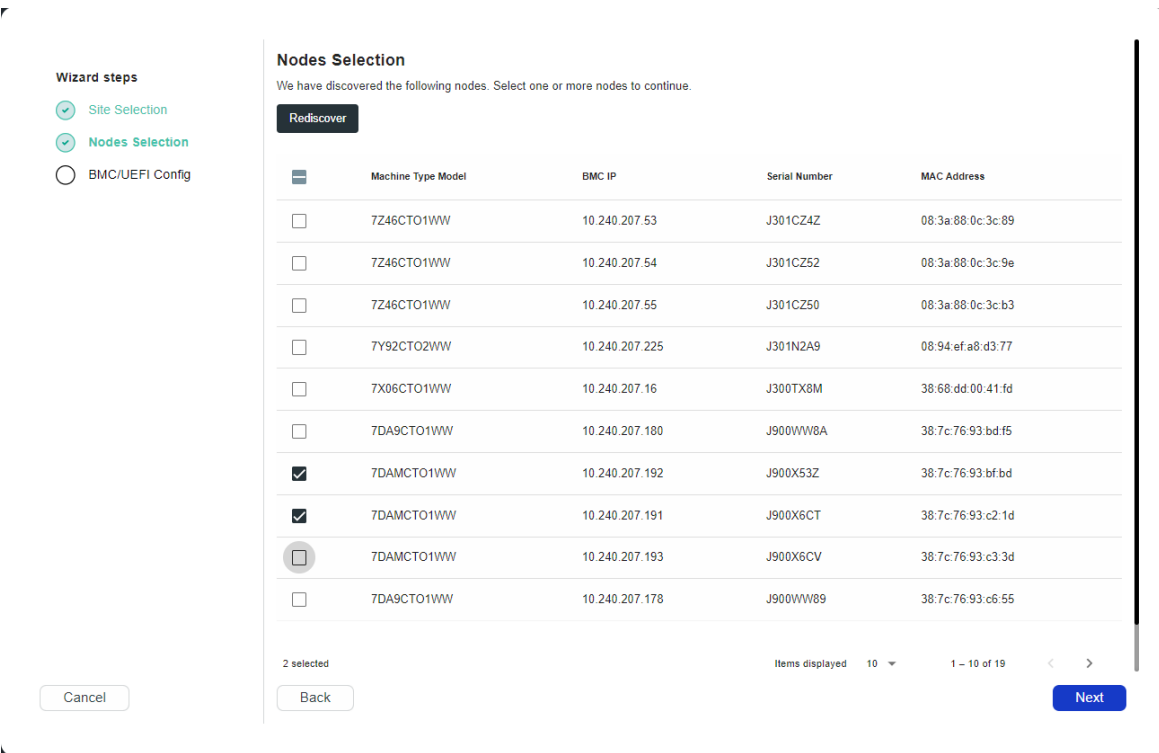 Wizard steps
Site Selection
Nodes Selection
BMC/UEFI Config
Nodes Selection
We have discovered the following nodes. Select one or more nodes to continue.
Rediscover
Machine Type Model BMC IP Serial Number MAC Address
7Z46CTO1WW 10.240.207.53 J301CZ4Z 08:3a:88:0c:3c:89
7Z46CTO1WW 10.240.207.54 J301CZ52 08:3a:88:0c:3c:9e
7Z46CTO1WW 10.240.207.55 J301CZ50 08:3a:88:0c:3c:b3
7Y92CTO2WW 10.240.207.225 J301N2A9 08:94:ef:a8:d3:77
7X06CTO1WW 10.240.207.16 J300TX8M 38:68:dd:00:41:fd
7DA9CTO1WW 10.240.207.180 J900WW8A 38:7c:76:93:bd:f5
7DAMCTO1WW 10.240.207.192 J900X53Z 38:7c:76:93:bf:bd
7DAMCTO1WW 10.240.207.191 J900X6CT 38:7c:76:93:c2:1d
7DAMCTO1WW 10.240.207.193 J900X6CV 38:7c:76:93:c3:3d
7DA9CTO1WW 10.240.207.178 J900WW89 38:7c:76:93:c6:55
2 selected Items displayed 10 1 – 10 of 19
Cancel Back Next